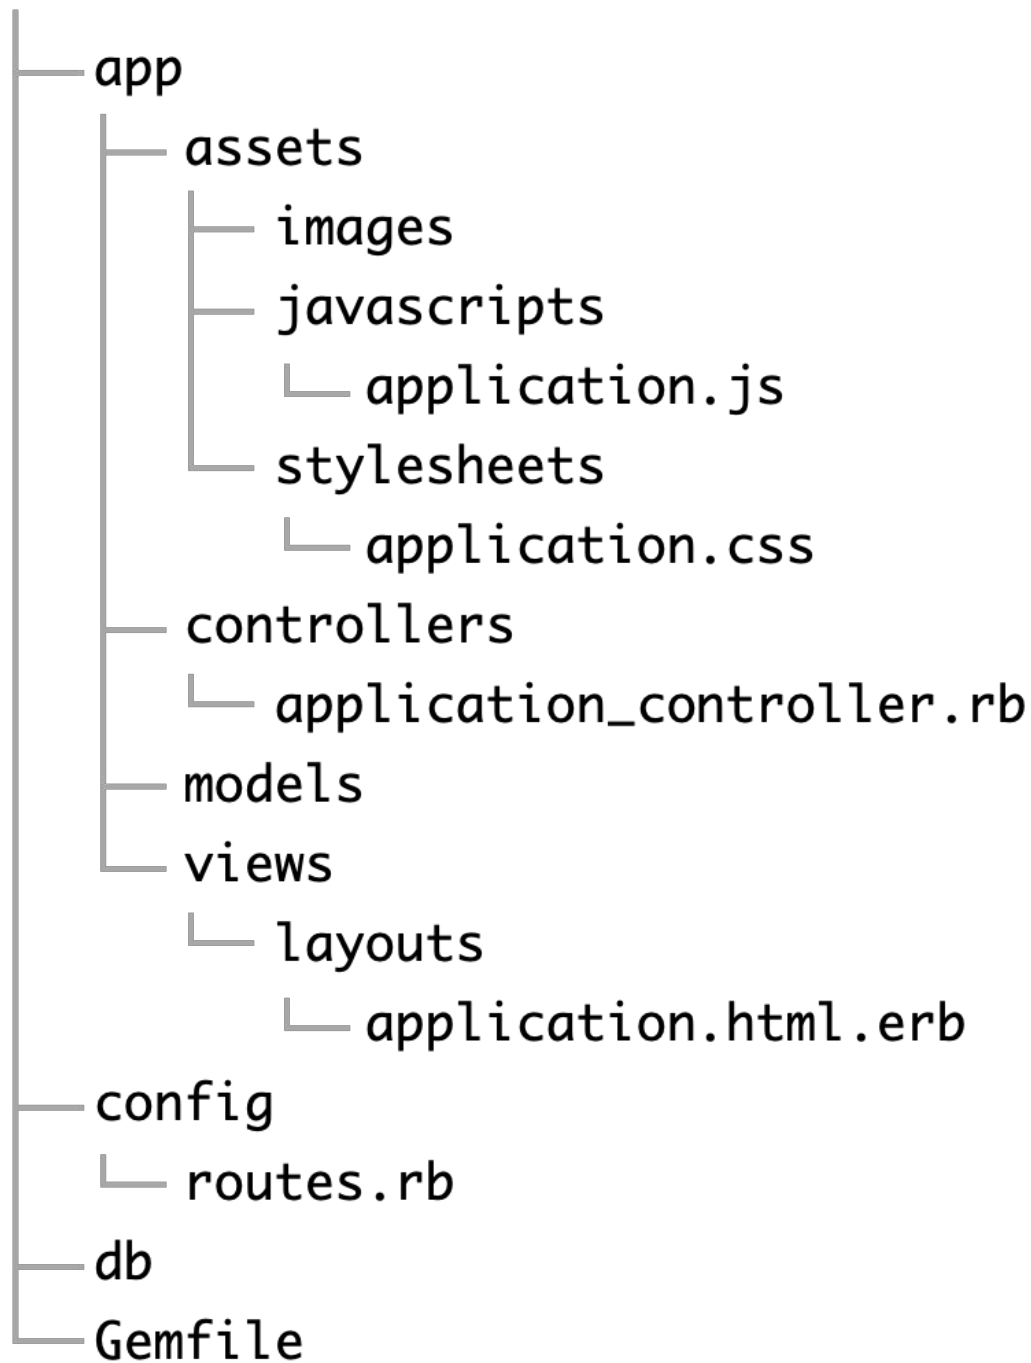 app
assets
images
javascripts
application.js
stylesheets
application.css
controllers
application_controller.rb
models
views
layouts
application.html.erb
config
routes.rb
db
Gemfile